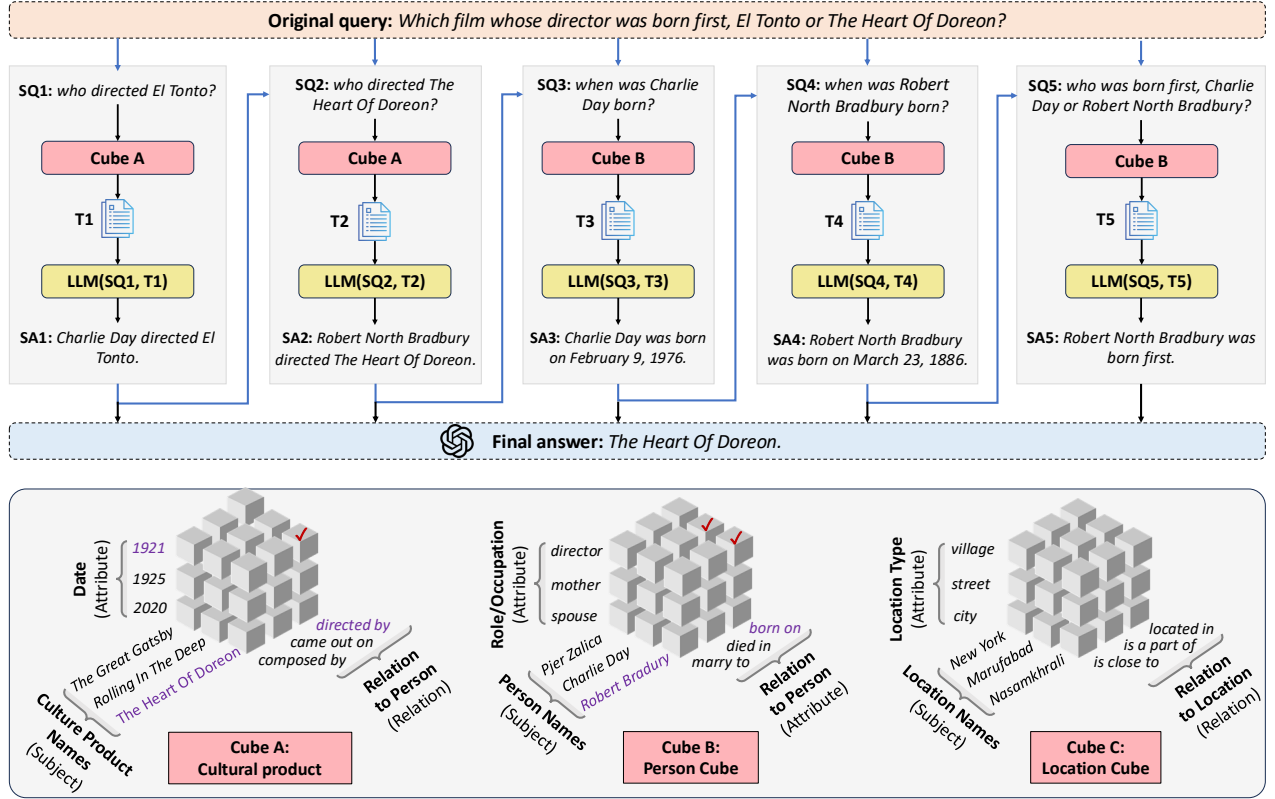 Original query: Which film whose director was born first, El Tonto or The Heart Of Doreon?
SQ1: who directed El Tonto?
Cube A
T1
LLM(SQ1, T1)
SA1: Charlie Day directed El
Tonto.
SQ2: who directed The
Heart Of Doreon?
Cube A
T2
LLM(SQ2, T2)
SA2: Robert North Bradbury
directed The Heart Of Doreon.
SQ3: when was Charlie
Day born?
Cube B
T3
LLM(SQ3, T3)
SA3: Charlie Day was born
on February 9, 1976.
SQ4: when was Robert
North Bradbury born?
Cube B
T4
LLM(SQ4, T4)
SA4: Robert North Bradbury
was born on March 23, 1886.
SQ5: who was born first, Charlie
Day or Robert North Bradbury?
Cube B
T5
LLM(SQ5, T5)
SA5: Robert North Bradbury was
born first.
Final answer: The Heart Of Doreon.
Date
(Attribute)
1921
1925
2020
The Great Gatsby
Rolling In The Deep
The Heart Of Doreon
Culture Product
Names
(Subject)
directed by
came out on
composed by
Relation
to Person
(Relation)
Cube A:
Cultural product
Role/Occupation
(Attribute)
director
mother
spouse
Pjer Zalica
Charlie Day
Robert Bradury
Person Names
(Subject)
born on
died in
marry to
Relation
to Person
(Attribute)
Cube B:
Person Cube
Location Type
(Attribute)
village
street
city
New York
Marufabad
Nasamkhrali
Location Names
(Subject)
located in
is a part of
is close to
Relation
to Location
(Relation)
Cube C:
Location Cube